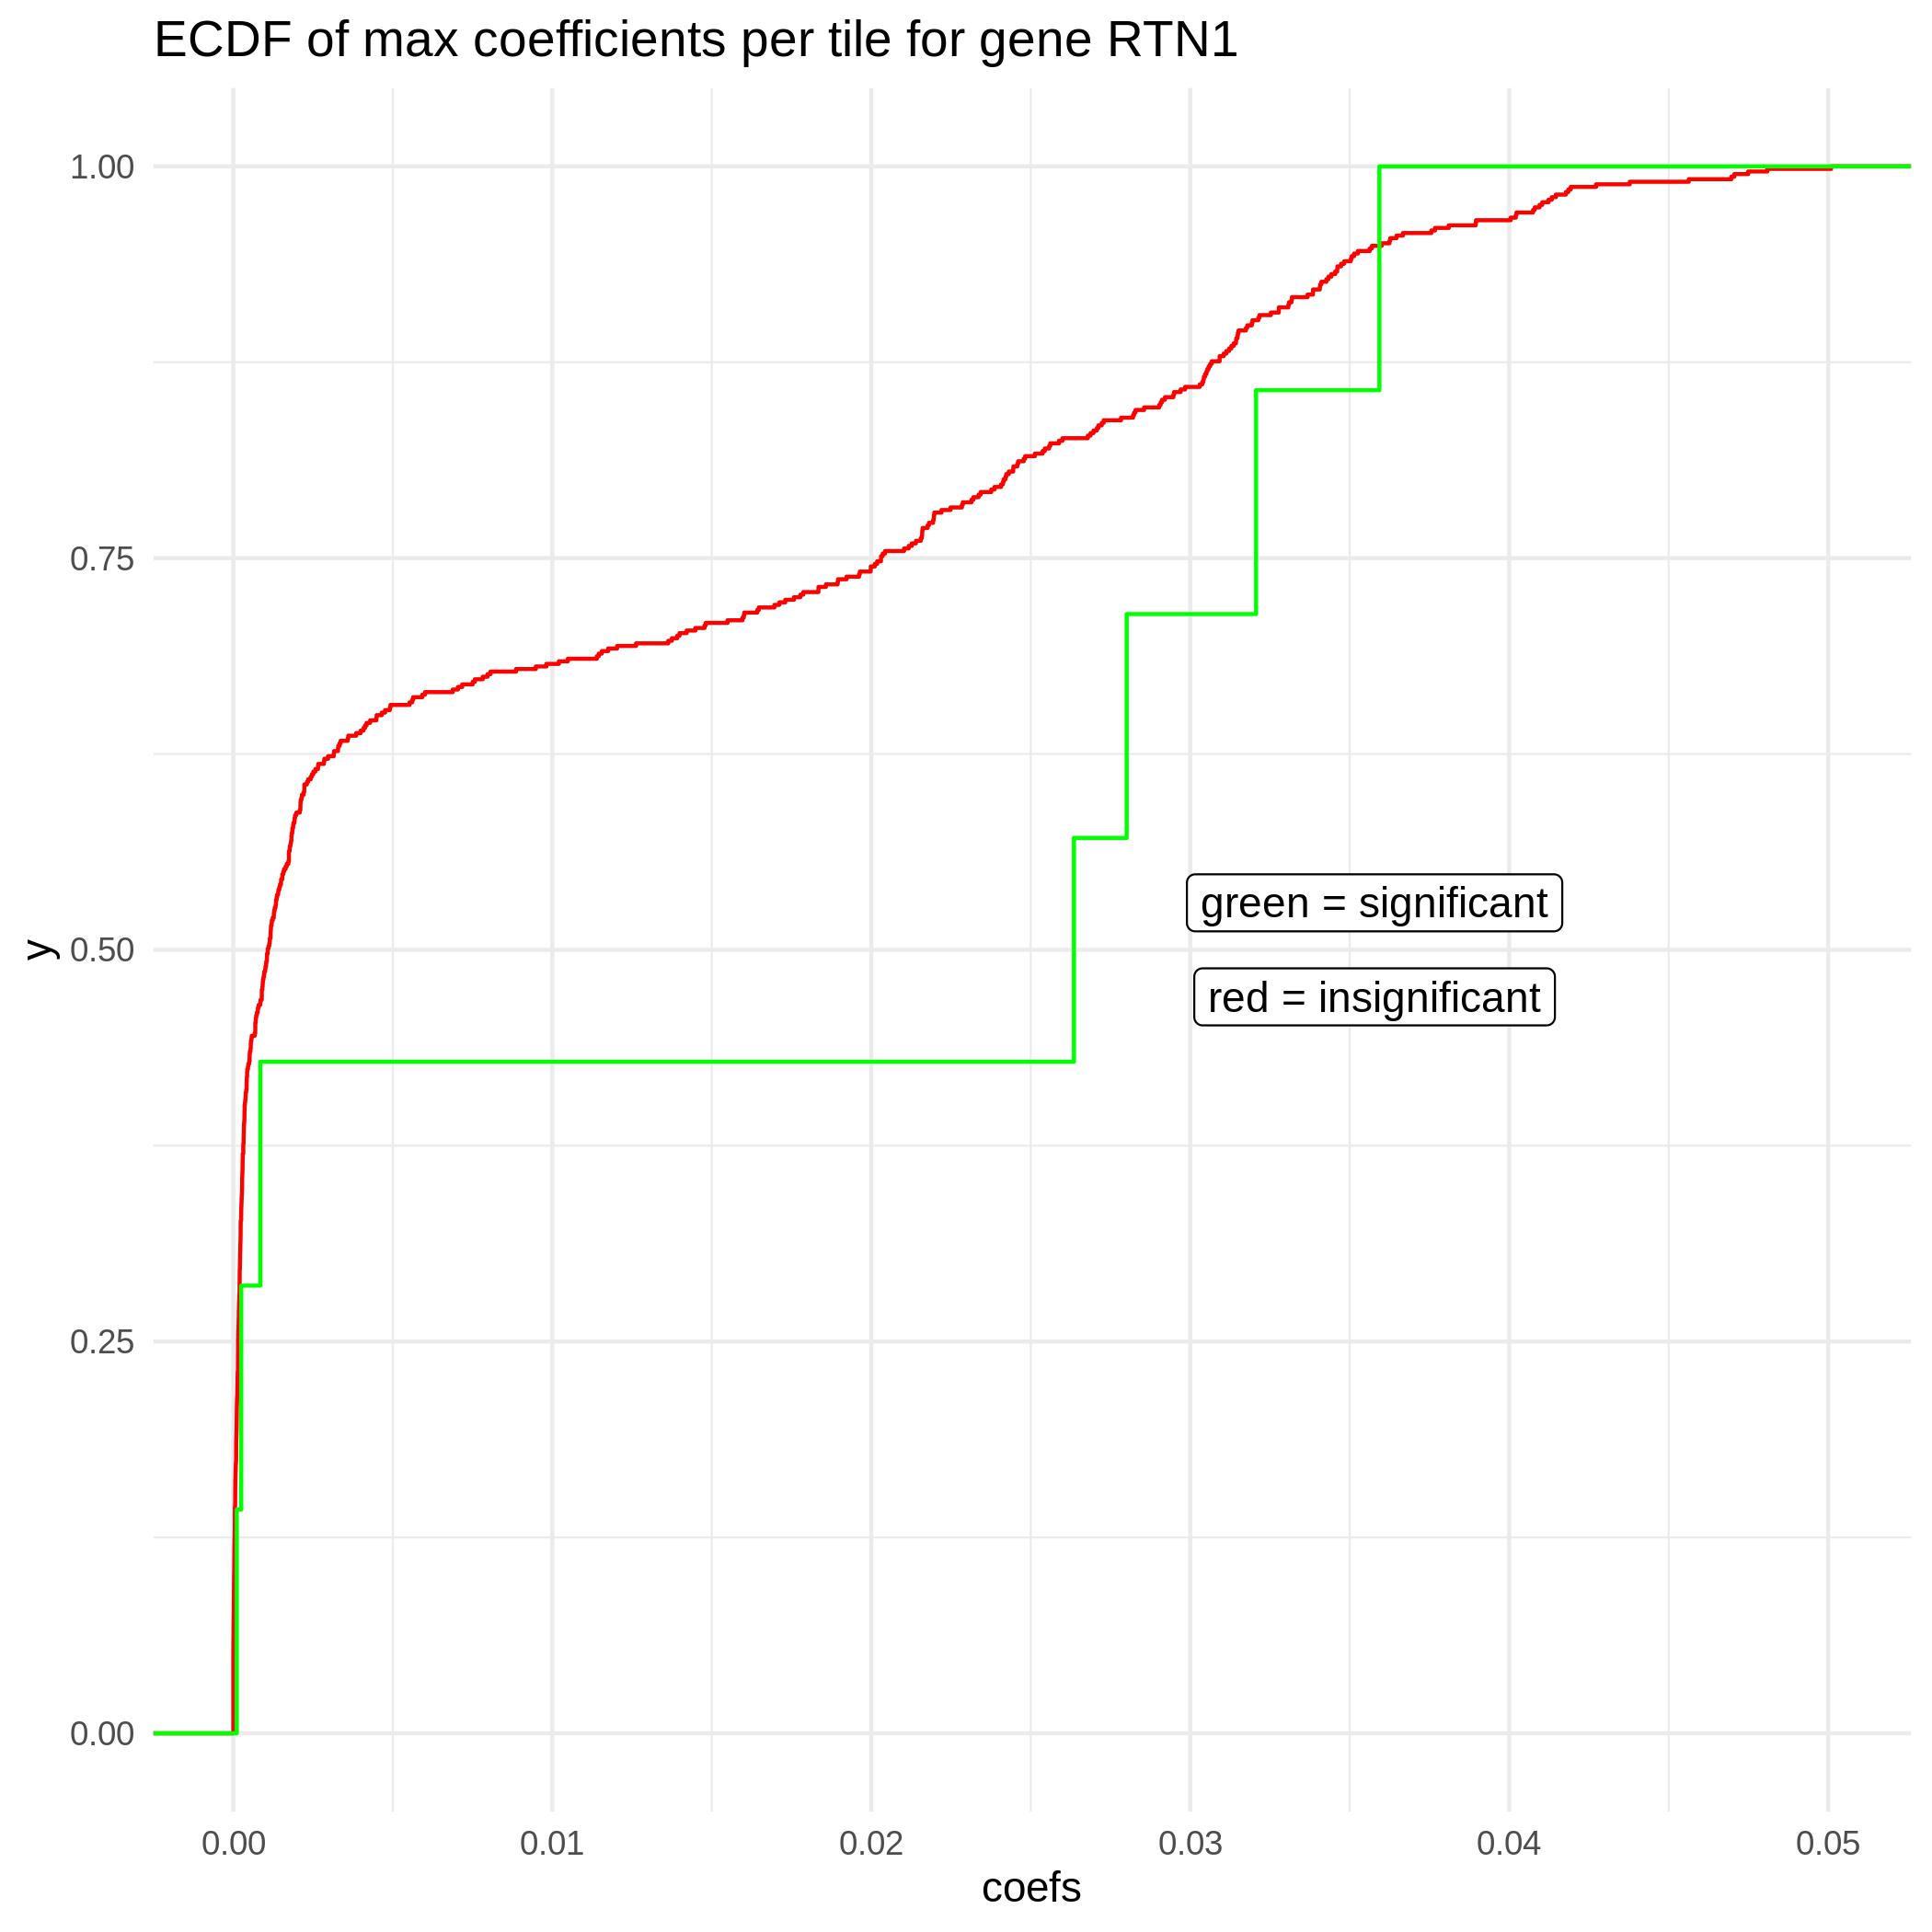 ECDF of max coefficients per tile for gene RTN1
1.00
0.75
0.50
0.25
0.00
y
green = significant
red = insignificant
0.00 0.01 0.02 0.03 0.04 0.05
coefs